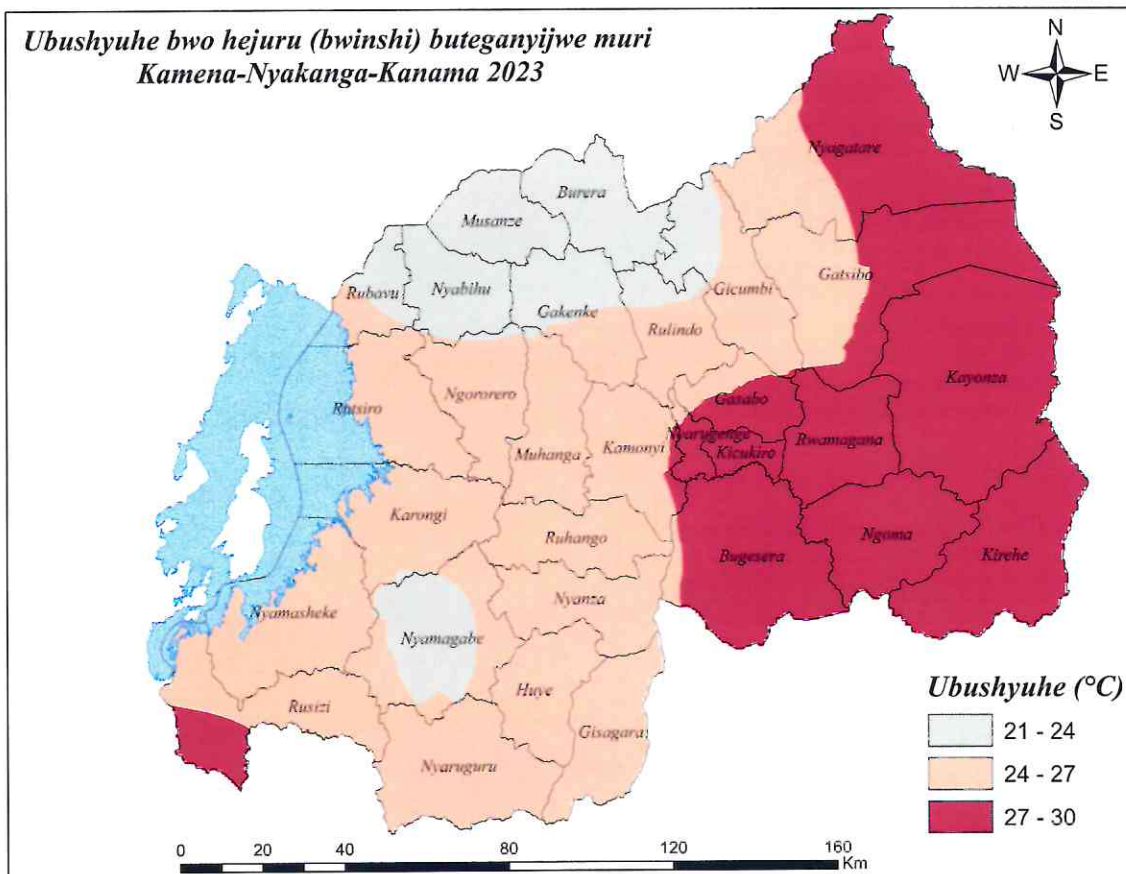 Ubushyuhe bwo hejuru (bwinshi) buteganyijwe muri
Kamena-Nyakanga-Kanama 2023
N
W E
S
Nyagatare
Burera
Musanze
Rubavu
Nyabihu
Gakenke
Gicumbi
Gatsibo
Rulindo
Rutsiro
Ngororero
Gasabo
Kayonza
Muhanga
Kamonyi
Nyarugenge
Kicukiro
Rwamagana
Karongi
Ruhango
Bugesera
Ngoma
Kirehe
Nyamasheke
Nyamagabe
Nyanza
Huye
Rusizi
Gisagara
Nyaruguru
Ubushyuhe (°C)
21 - 24
24 - 27
27 - 30
0 20 40 80 120 160
Km